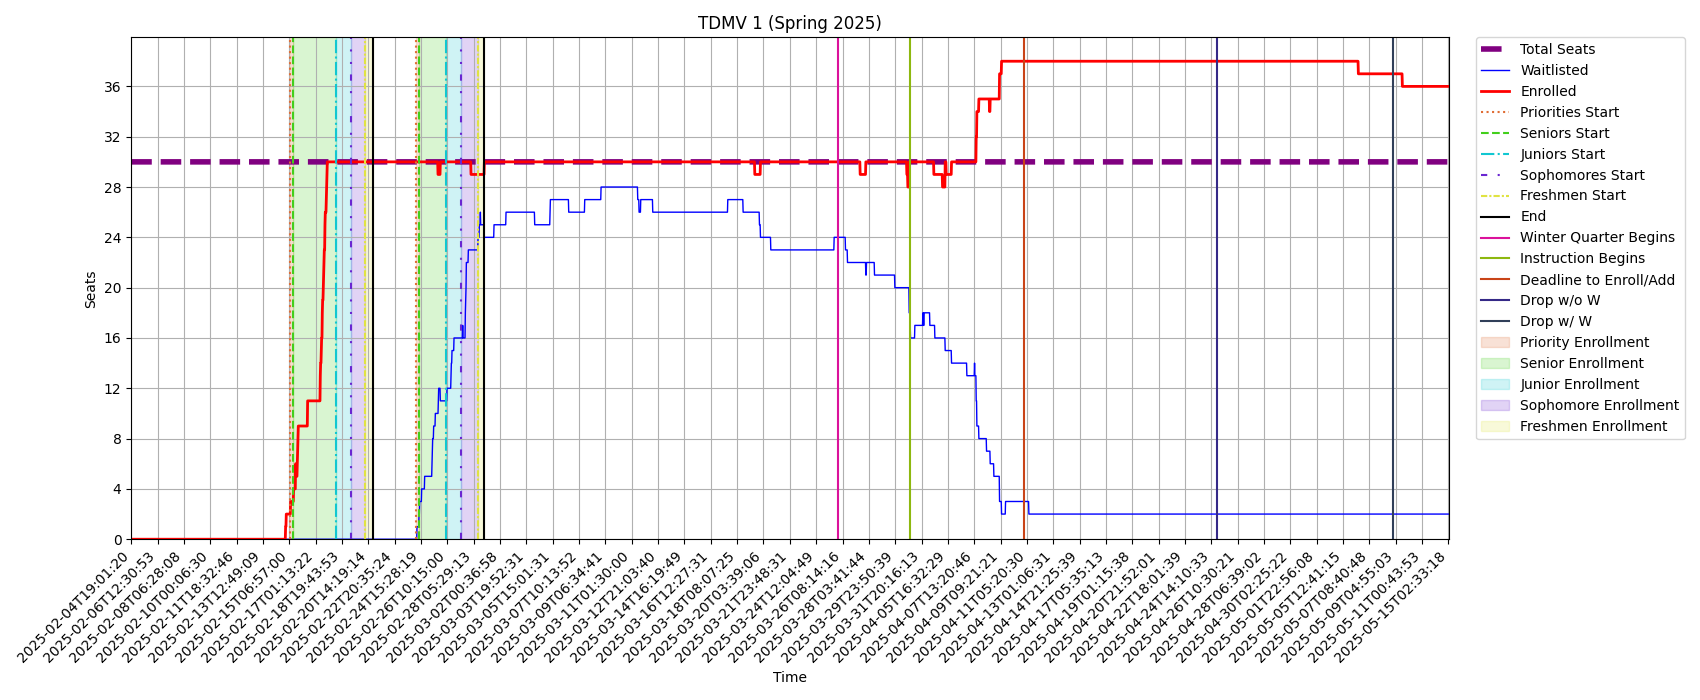 TDMV 1 (Spring 2025)
Total Seats
Waitlisted
Enrolled
Priorities Start
Seniors Start
Juniors Start
Sophomores Start
Freshmen Start
End
Winter Quarter Begins
Instruction Begins
Deadline to Enroll/Add
Drop w/o W
Drop w/ W
Priority Enrollment
Senior Enrollment
Junior Enrollment
Sophomore Enrollment
Freshmen Enrollment
Seats
36
32
28
24
20
16
12
8
4
0
2025-02-04T19:01:20
2025-02-06T12:30:53
2025-02-08T06:28:08
2025-02-10T00:06:30
2025-02-11T18:32:46
2025-02-13T12:49:09
2025-02-15T06:57:00
2025-02-17T01:13:22
2025-02-18T19:43:53
2025-02-20T14:19:14
2025-02-22T20:35:24
2025-02-24T15:28:19
2025-02-26T10:15:00
2025-02-28T05:29:13
2025-03-02T00:36:58
2025-03-03T19:52:31
2025-03-05T15:01:31
2025-03-07T10:13:52
2025-03-09T06:34:41
2025-03-11T01:30:00
2025-03-12T21:03:40
2025-03-14T16:19:49
2025-03-16T12:27:31
2025-03-18T08:07:25
2025-03-20T03:39:06
2025-03-21T23:48:31
2025-03-24T12:04:49
2025-03-26T08:14:16
2025-03-28T03:41:44
2025-03-29T23:50:39
2025-03-31T20:16:13
2025-04-05T16:32:29
2025-04-07T13:20:46
2025-04-09T09:21:21
2025-04-11T05:20:30
2025-04-13T01:06:31
2025-04-14T21:25:39
2025-04-17T05:35:13
2025-04-19T01:15:38
2025-04-20T21:52:01
2025-04-22T18:01:39
2025-04-24T14:10:33
2025-04-26T10:30:21
2025-04-28T06:39:02
2025-04-30T02:25:22
2025-05-01T22:56:08
2025-05-05T12:41:15
2025-05-07T08:40:48
2025-05-09T04:55:03
2025-05-11T00:43:53
2025-05-15T02:33:18
Time